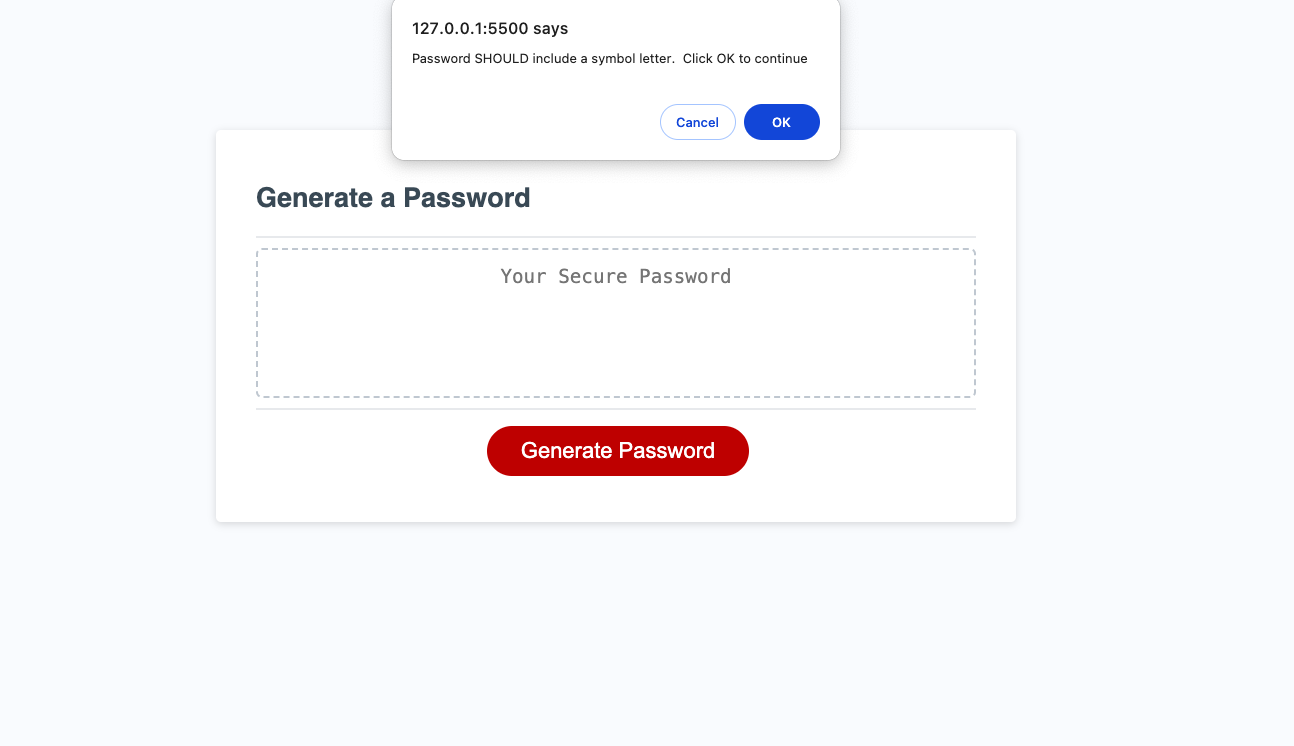 127.0.0.1:5500 says
Password SHOULD include a symbol letter.  Click OK to continue
Cancel OK
Generate a Password
Your Secure Password
Generate Password